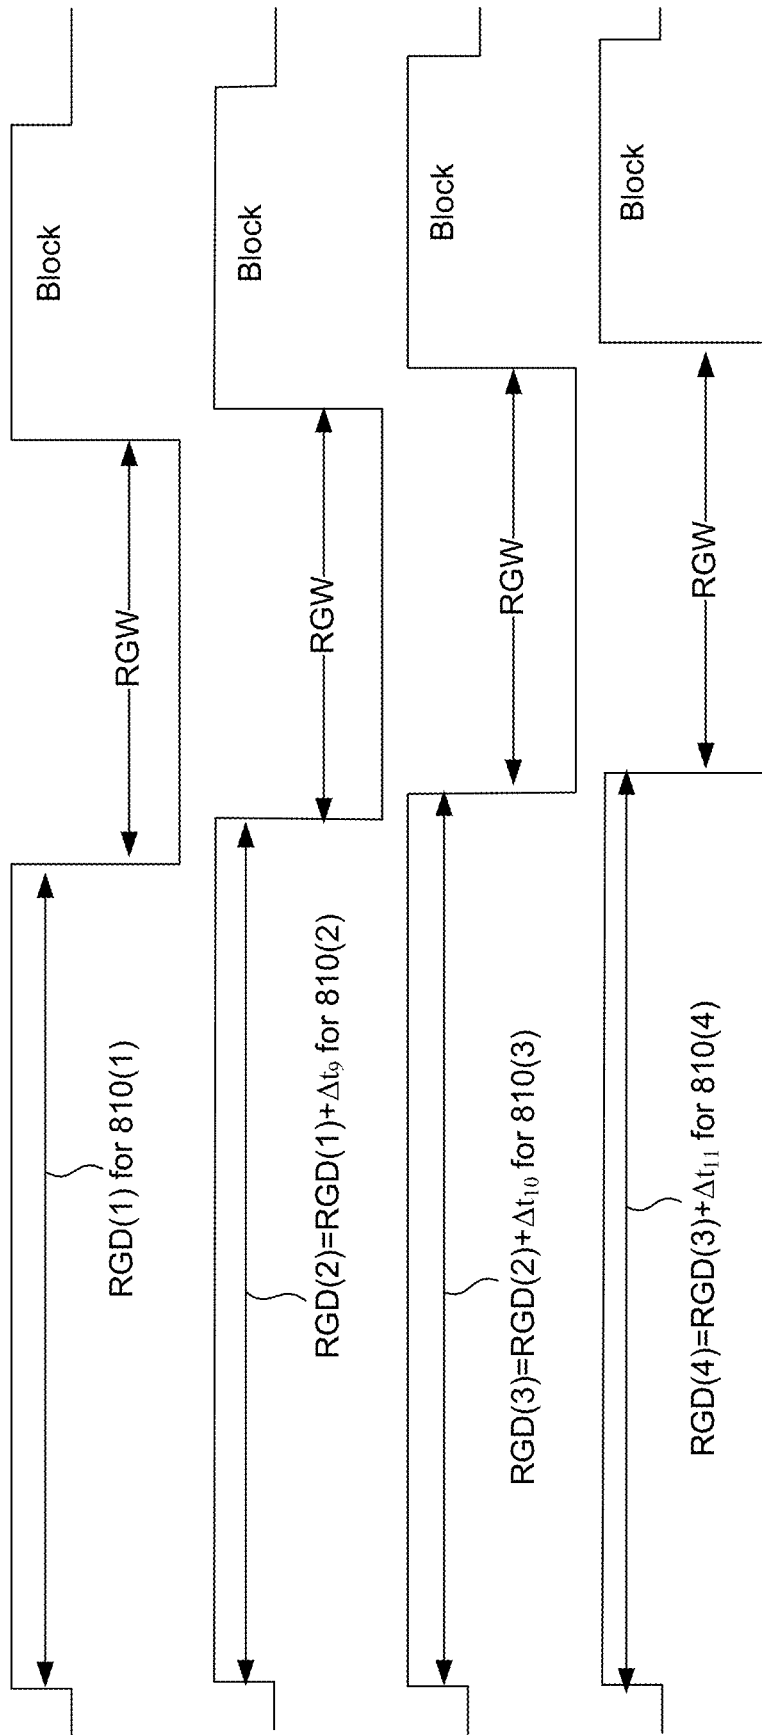 RGD(1) for 810(1)
RGW
Block
RGD(2)=RGD(1)+Δt₉ for 810(2)
RGW
Block
RGD(3)=RGD(2)+Δt₁₀ for 810(3)
RGW
Block
RGD(4)=RGD(3)+Δt₁₁ for 810(4)
RGW
Block